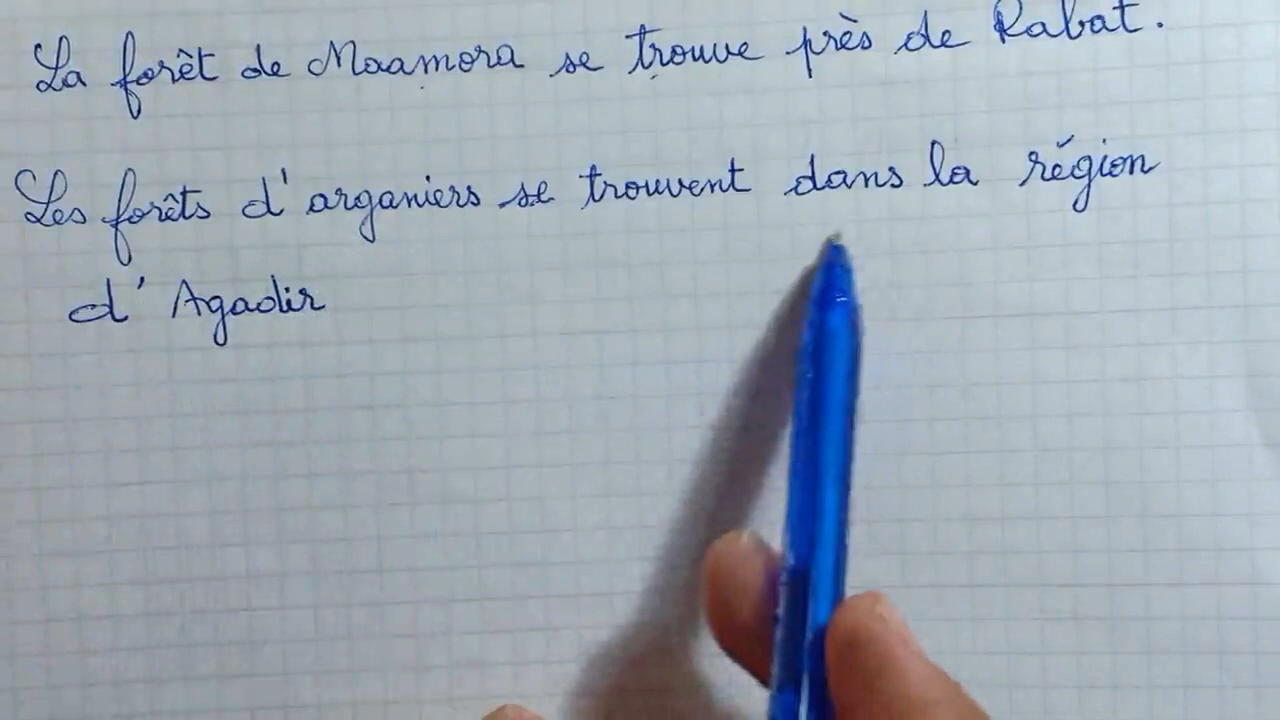 La forêt de Maamora se trouve près de Rabat.
Les forêts d'arganiers se trouvent dans la région
d'Agadir